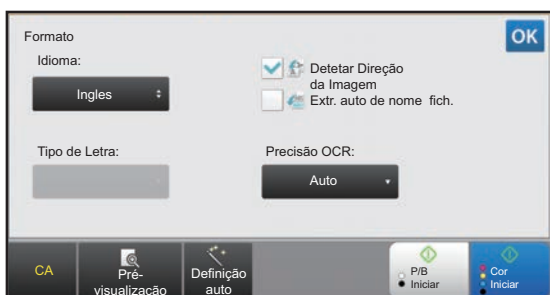 Formato
OK
Idioma:
Ingles
Detetar Direção
da Imagem
Extr. auto de nome fich.
Tipo de Letra:
Precisão OCR:
Auto
CA
Pré-
visualização
Definição
auto
P/B
Iniciar
Cor
Iniciar